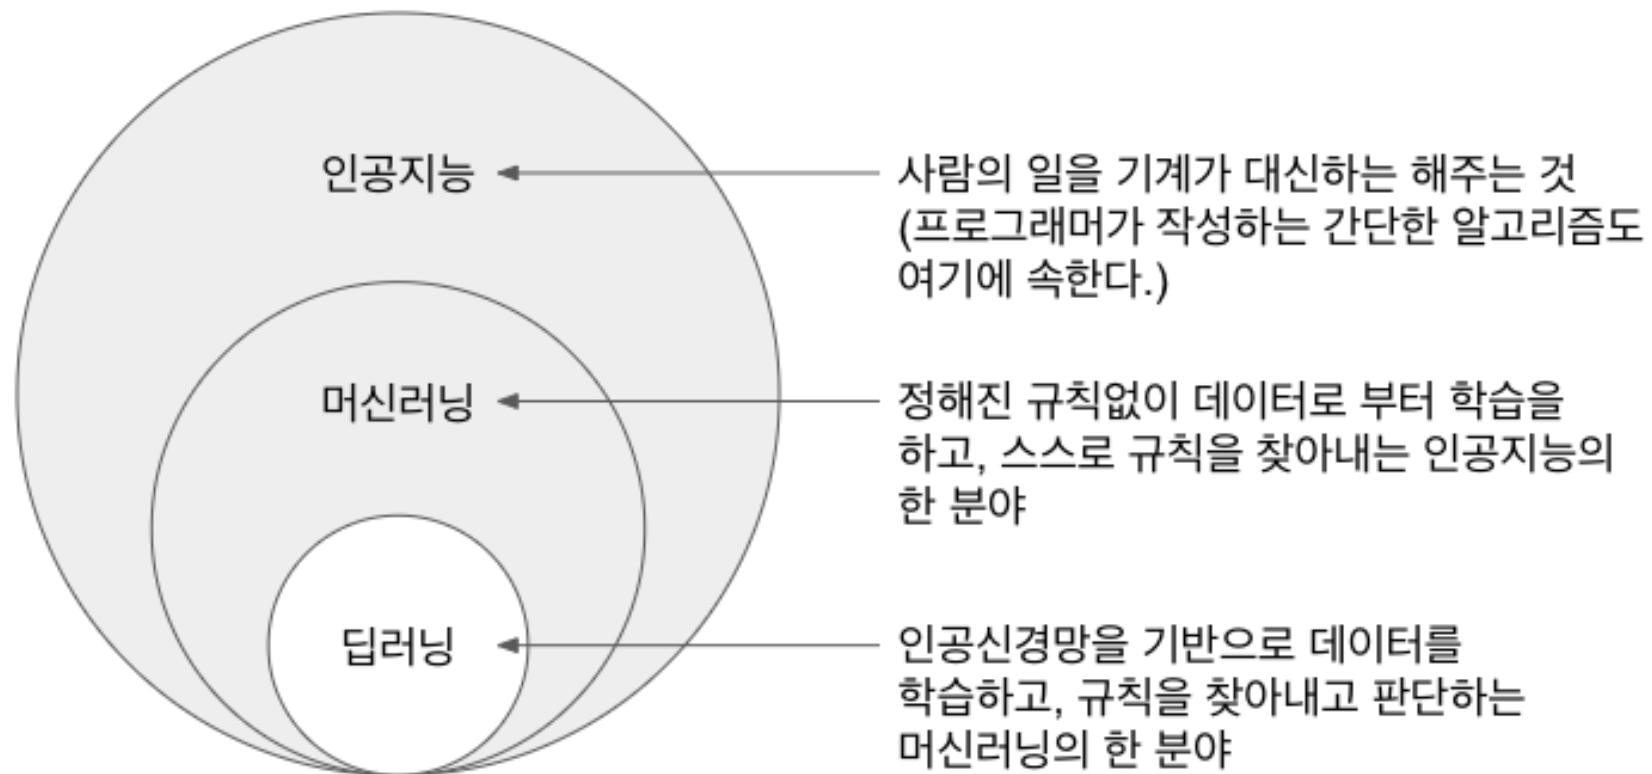 인공지능
사람의 일을 기계가 대신하는 해주는 것
(프로그래머가 작성하는 간단한 알고리즘도
여기에 속한다.)
머신러닝
정해진 규칙없이 데이터로 부터 학습을
하고, 스스로 규칙을 찾아내는 인공지능의
한 분야
딥러닝
인공신경망을 기반으로 데이터를
학습하고, 규칙을 찾아내고 판단하는
머신러닝의 한 분야